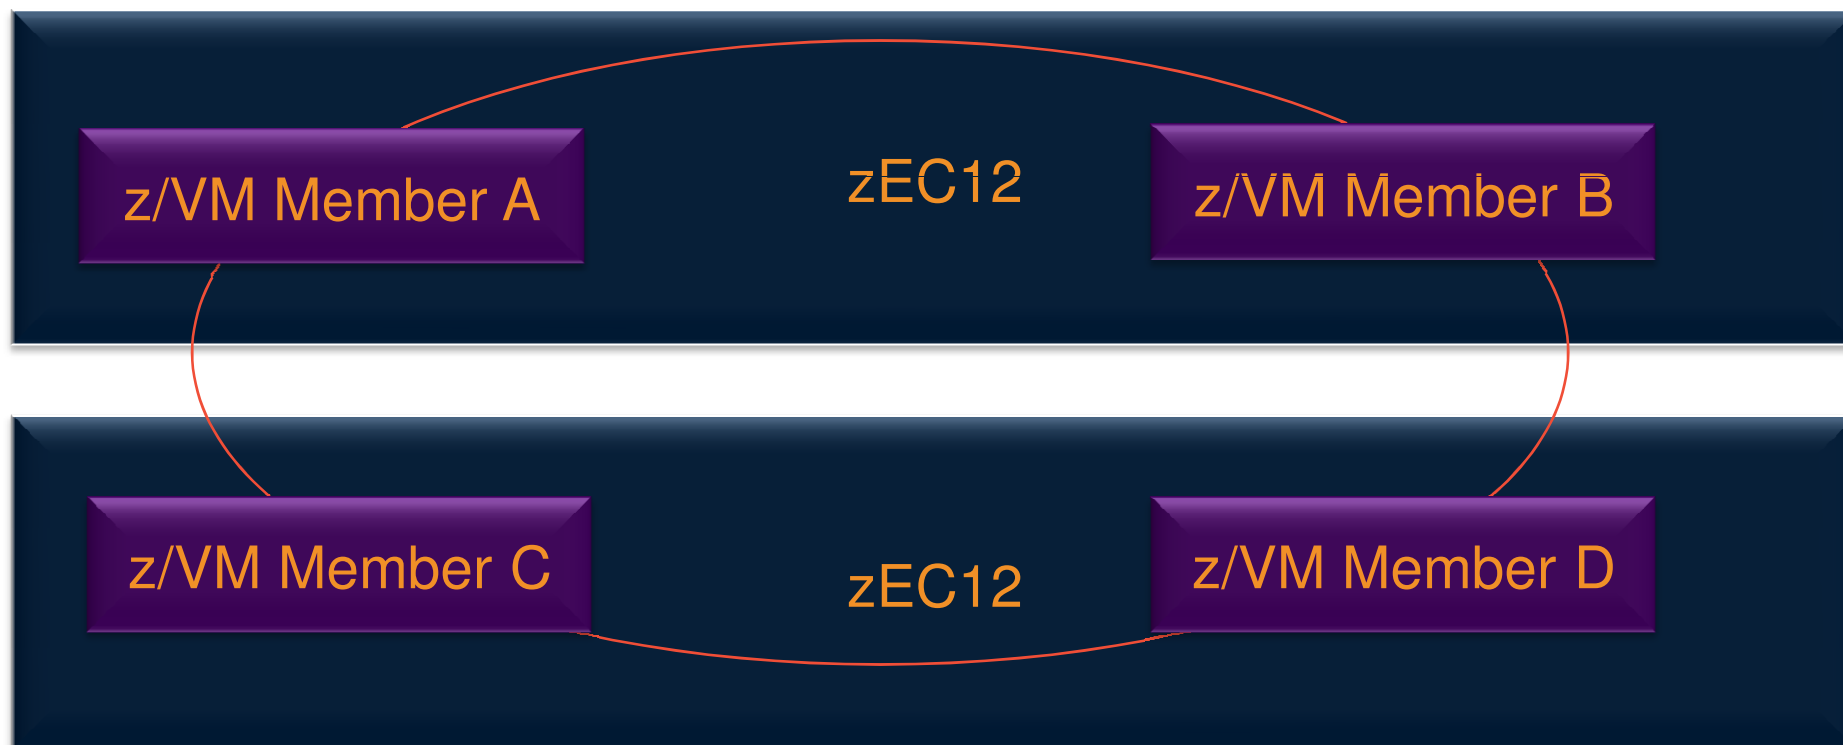 z/VM Member A
zEC12
z/VM Member B
z/VM Member C
zEC12
z/VM Member D